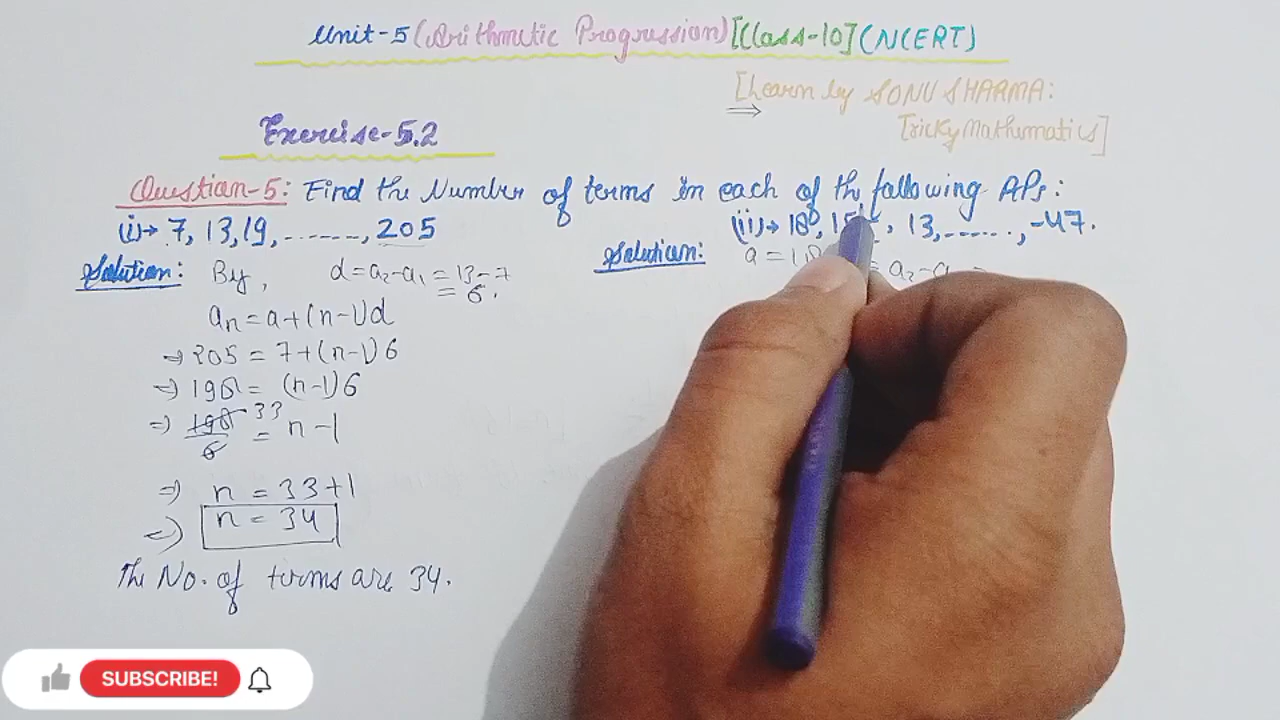 Unit-5 (Arithmetic Progression) [Class-10] (NCERT)
[Learn by SONU SHARMA:
⇒ Tricky Mathematics]
Exercise-5.2
Question-5: Find the Number of terms in each of the following APs:
(i)→ 7, 13, 19, ......., 205
(ii)→ 18, 13, ......, -47.
Solution: By, d = a₂-a₁ = 13-7
= 6.
aₙ = a+(n-1)d
⇒ 205 = 7+(n-1)6
⇒ 198 = (n-1)6
⇒ 198/6 33 = n-1
⇒ n = 33+1
⇒ n = 34
The No. of terms are 34.
Solution: a = 18 = a₂-a =
SUBSCRIBE!